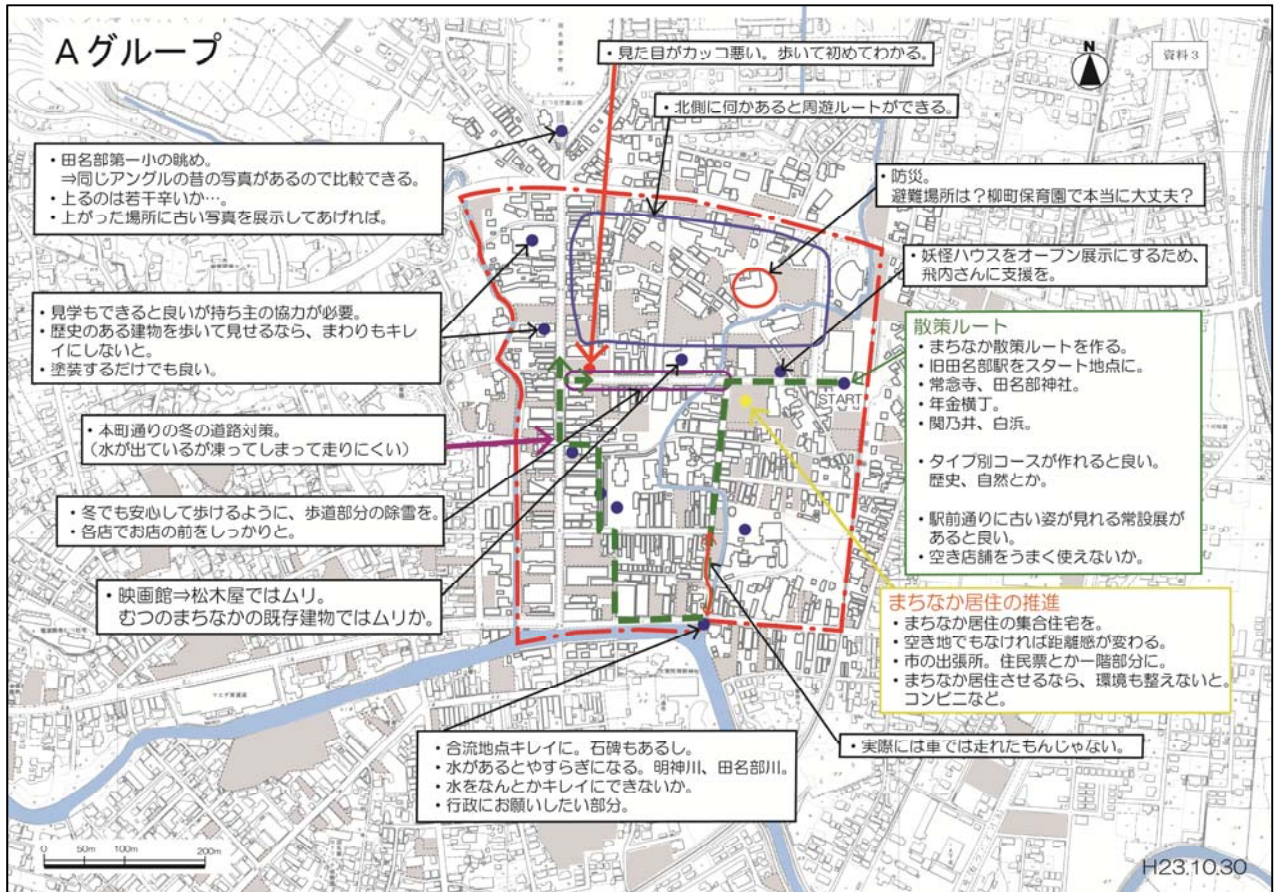 Aグループ
・見た目がカッコ悪い。歩いて初めてわかる。
N
資料3
・北側に何かあると周遊ルートができる。
・田名部第一小の眺め。
⇒同じアングルの昔の写真があるので比較できる。
・上るのは若干辛いか…。
・上がった場所に古い写真を展示してあげれば。
・防災。
避難場所は？柳町保育園で本当に大丈夫？
・妖怪ハウスをオープン展示にするため、
飛内さんに支援を。
・見学もできると良いが持ち主の協力が必要。
・歴史のある建物を歩いて見せるなら、まわりもキレ
イにしないと。
・塗装するだけでも良い。
散策ルート
・まちなか散策ルートを作る。
・旧田名部駅をスタート地点に。
・常念寺、田名部神社。
・年金横丁。
・関乃井、白浜。
・タイプ別コースが作れると良い。
歴史、自然とか。
・駅前通りに古い姿が見れる常設展が
あると良い。
・空き店舗をうまく使えないか。
START
・本町通りの冬の道路対策。
（水が出ているが凍ってしまって走りにくい）
・冬でも安心して歩けるように、歩道部分の除雪を。
・各店でお店の前をしっかりと。
・映画館⇒松木屋ではムリ。
むつのまちなかの既存建物ではムリか。
まちなか居住の推進
・まちなか居住の集合住宅を。
・空き地でもなければ距離感が変わる。
・市の出張所。住民票とか一階部分に。
・まちなか居住させるなら、環境も整えないと。
コンビニなど。
・合流地点キレイに。石碑もあるし。
・水があるとやすらぎになる。明神川、田名部川。
・水をなんとかキレイにできないか。
・行政にお願いしたい部分。
・実際には車では走れたもんじゃない。
0 50m 100m 200m
H23.10.30